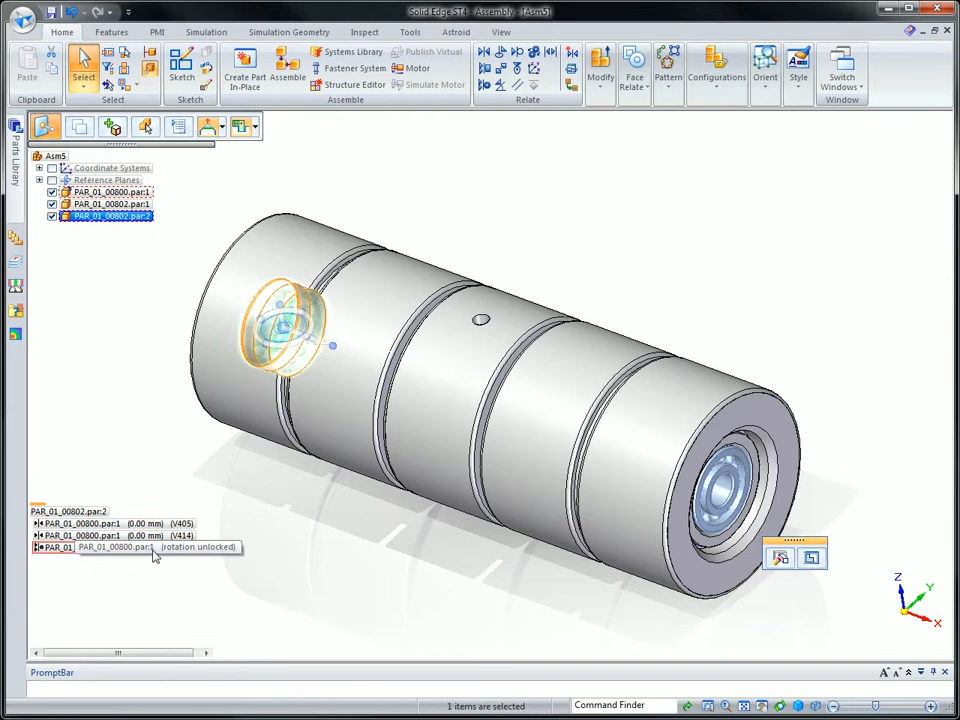 Solid Edge ST4 - Assembly - [Asm5]
Home Features PMI Simulation Simulation Geometry Inspect Tools Astroid View
Paste
Select
Sketch
Create Part In-Place
Assemble
Systems Library
Fastener System
Structure Editor
Publish Virtual
Motor
Simulate Motor
Modify
Face Relate
Pattern
Configurations
Orient
Style
Switch Windows
Clipboard Select Sketch Assemble Relate Window
Parts Library
Asm5
Coordinate Systems
Reference Planes
PAR_01_00800.par:1
PAR_01_00802.par:1
PAR_01_00802.par:2
PAR_01_00802.par:2
PAR_01_00800.par:1 (0.00 mm) (V405)
PAR_01_00800.par:1 (0.00 mm) (V414)
PAR_01
PAR_01_00800.par:1 (rotation unlocked)
Z
Y
X
PromptBar
1 items are selected
Command Finder